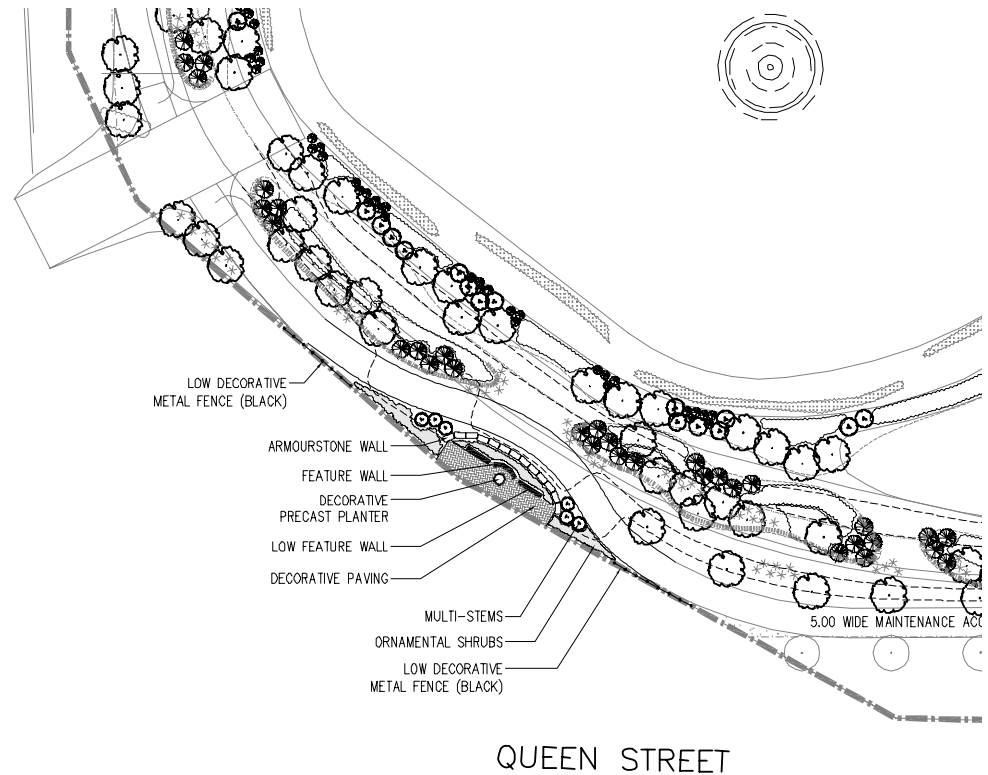 LOW DECORATIVE
METAL FENCE (BLACK)
ARMOURSTONE WALL
FEATURE WALL
DECORATIVE
PRECAST PLANTER
LOW FEATURE WALL
DECORATIVE PAVING
MULTI-STEMS
ORNAMENTAL SHRUBS
5.00 WIDE MAINTENANCE ACC
LOW DECORATIVE
METAL FENCE (BLACK)
QUEEN STREET